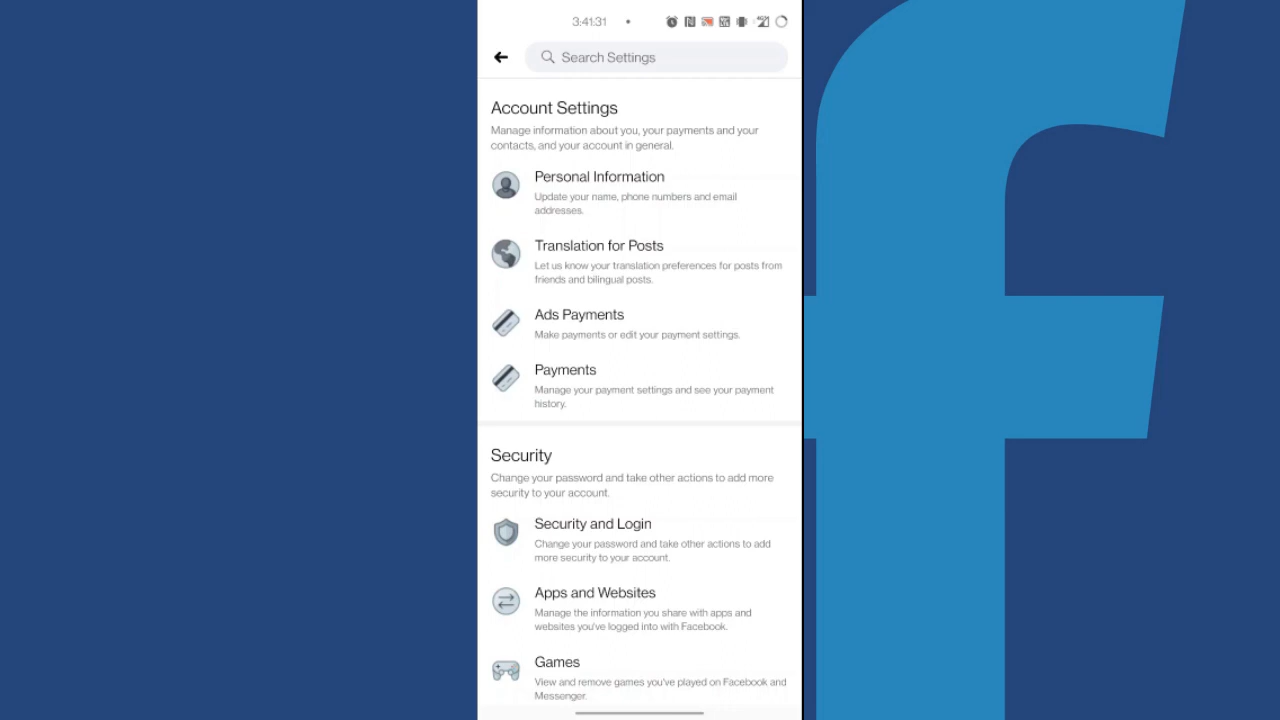 3:41:31
Search Settings
Account Settings
Manage information about you, your payments and your
contacts, and your account in general.
Personal Information
Update your name, phone numbers and email
addresses.
Translation for Posts
Let us know your translation preferences for posts from
friends and bilingual posts.
Ads Payments
Make payments or edit your payment settings.
Payments
Manage your payment settings and see your payment
history.
Security
Change your password and take other actions to add more
security to your account.
Security and Login
Change your password and take other actions to add
more security to your account.
Apps and Websites
Manage the information you share with apps and
websites you've logged into with Facebook.
Games
View and remove games you've played on Facebook and
Messenger.